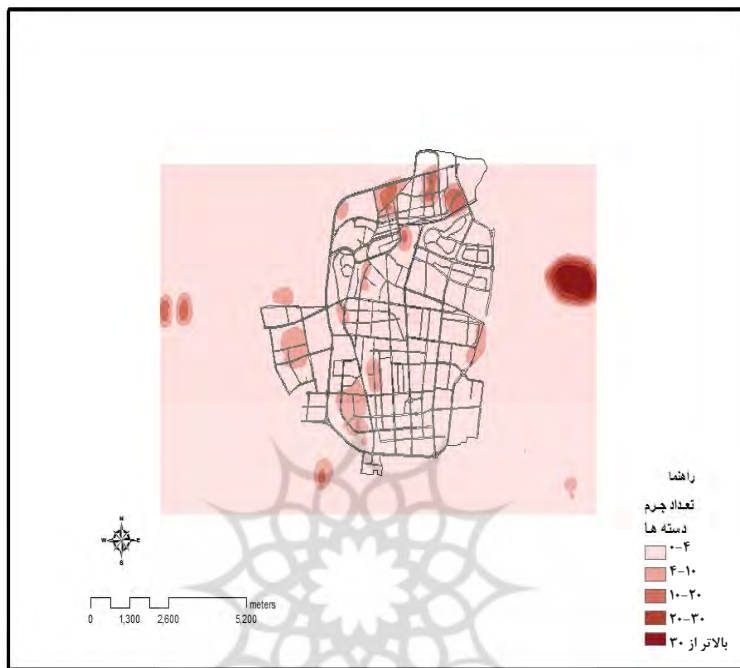 N
W E
S
meters
0 1,300 2,600 5,200
راهنما
تعداد جرم
دسته ها
۰-۴
۴-۱۰
۱۰-۲۰
۲۰-۳۰
بالاتر از ۳۰